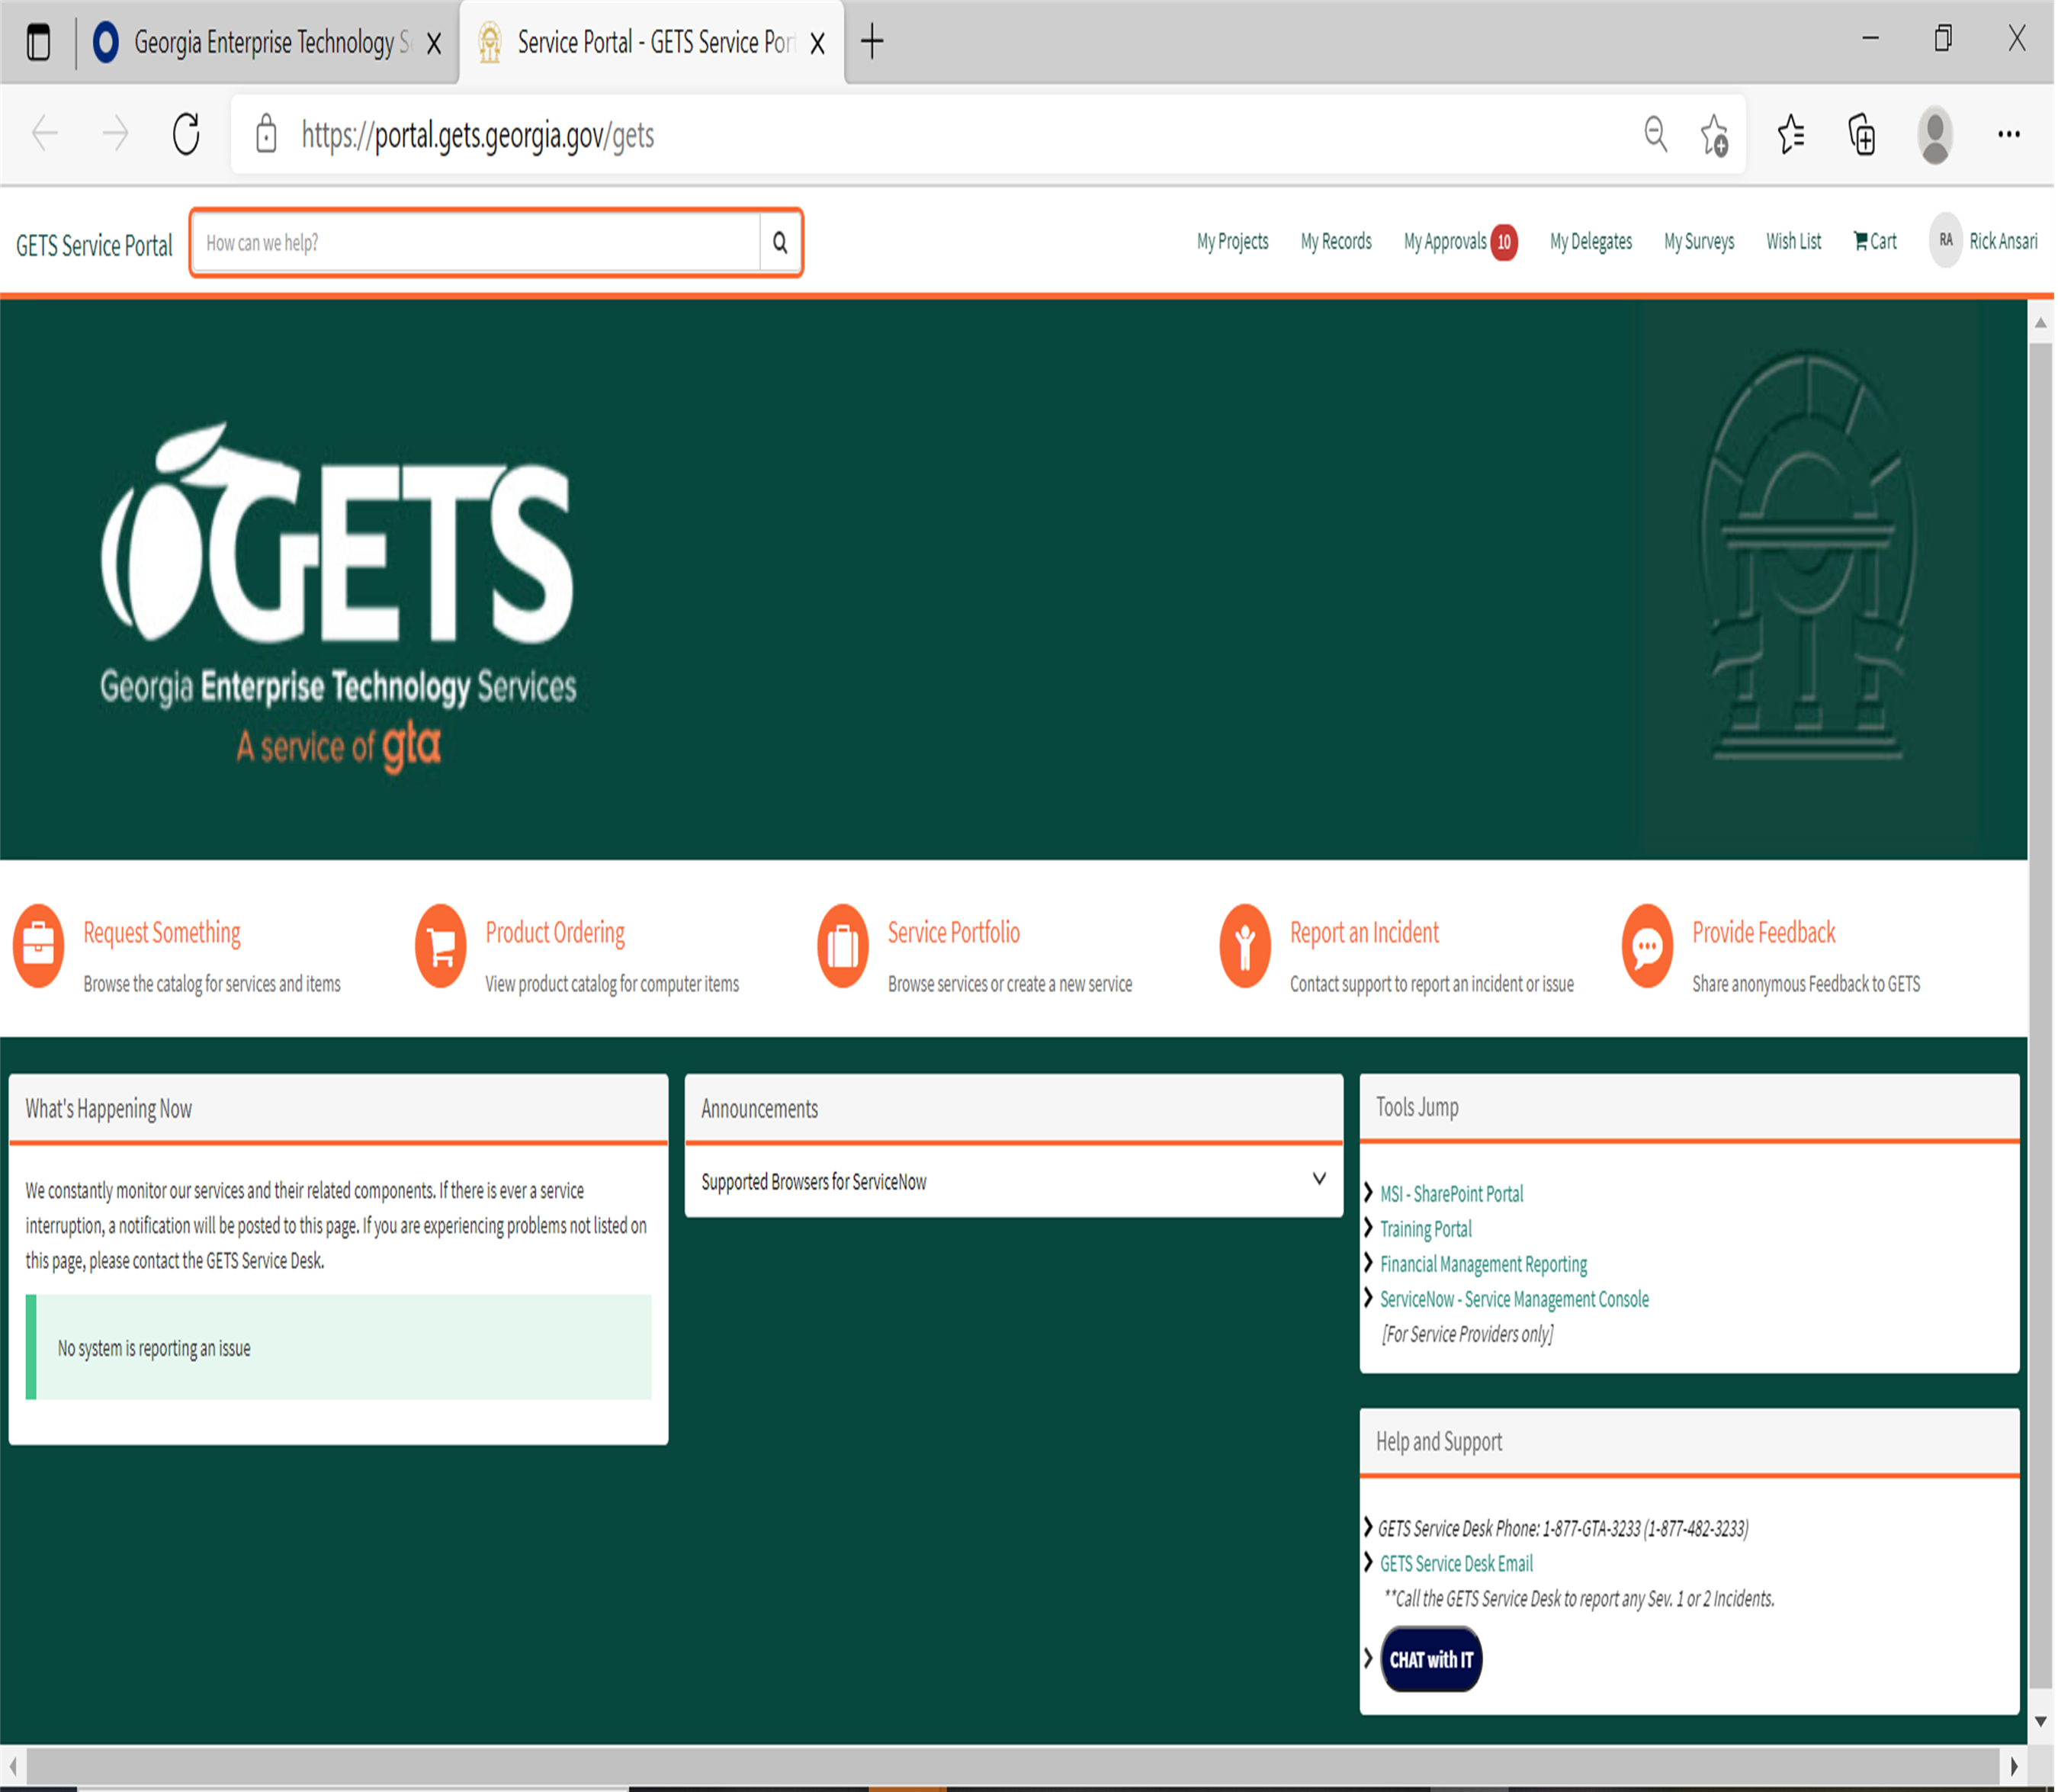 Georgia Enterprise Technology S
Service Portal - GETS Service Por
https://portal.gets.georgia.gov/gets
GETS Service Portal
How can we help?
My Projects
My Records
My Approvals 10
My Delegates
My Surveys
Wish List
Cart
RA
Rick Ansari
GETS
Georgia Enterprise Technology Services
A service of gta
Request Something
Browse the catalog for services and items
Product Ordering
View product catalog for computer items
Service Portfolio
Browse services or create a new service
Report an Incident
Contact support to report an incident or issue
Provide Feedback
Share anonymous Feedback to GETS
What's Happening Now
We constantly monitor our services and their related components. If there is ever a service
interruption, a notification will be posted to this page. If you are experiencing problems not listed on
this page, please contact the GETS Service Desk.
No system is reporting an issue
Announcements
Supported Browsers for ServiceNow
Tools Jump
MSI - SharePoint Portal
Training Portal
Financial Management Reporting
ServiceNow - Service Management Console
[For Service Providers only]
Help and Support
GETS Service Desk Phone: 1-877-GTA-3233 (1-877-482-3233)
GETS Service Desk Email
**Call the GETS Service Desk to report any Sev. 1 or 2 Incidents.
CHAT with IT